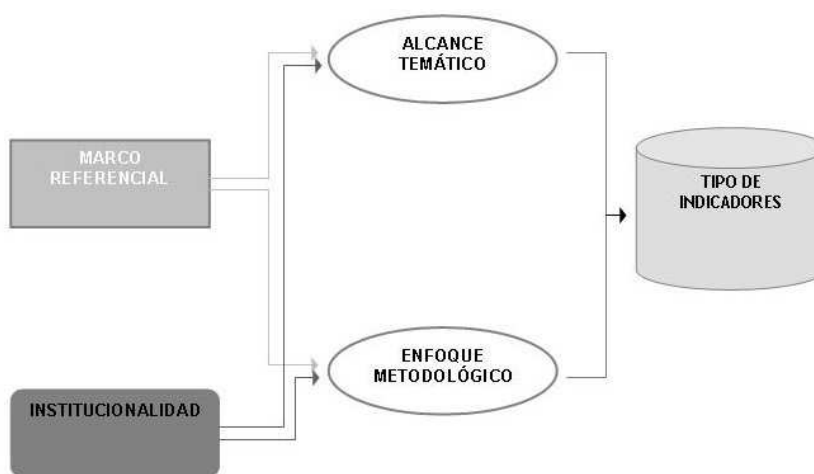 ALCANCE
TEMÁTICO
MARCO
REFERENCIAL
TIPO DE
INDICADORES
ENFOQUE
METODOLÓGICO
INSTITUCIONALIDAD